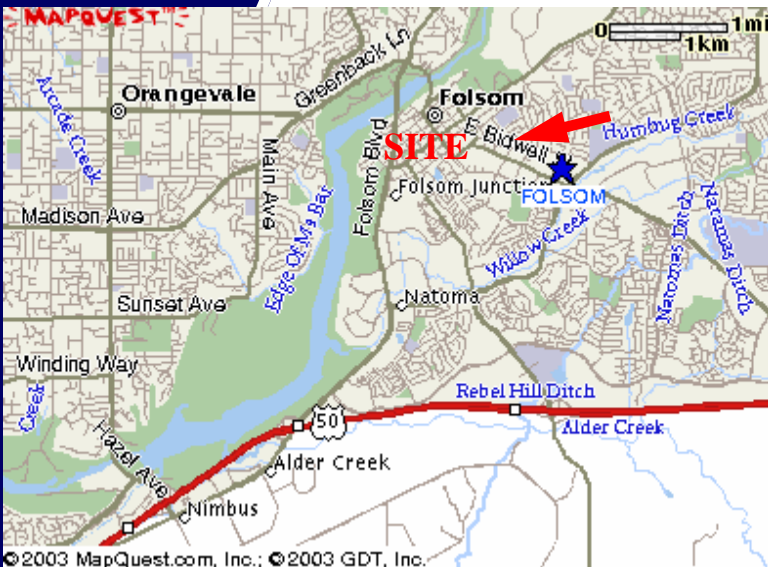 MAPQUEST
0 1mi
1km
Orangevale
Greenback Ln
Arcade Creek
Folsom
E Bidwell
Humbug Creek
SITE
Main Ave
Folsom Blvd
Folsom Junction
FOLSOM
Madison Ave
Edge Of Ms Bar
Willow Creek
Natomas Ditch
Naramas Ditch
Sunset Ave
Natoma
Winding Way
Creek
Rebel Hill Ditch
50
Alder Creek
Hazel Ave
Alder Creek
Nimbus
©2003 MapQuest.com, Inc.; ©2003 GDT, Inc.